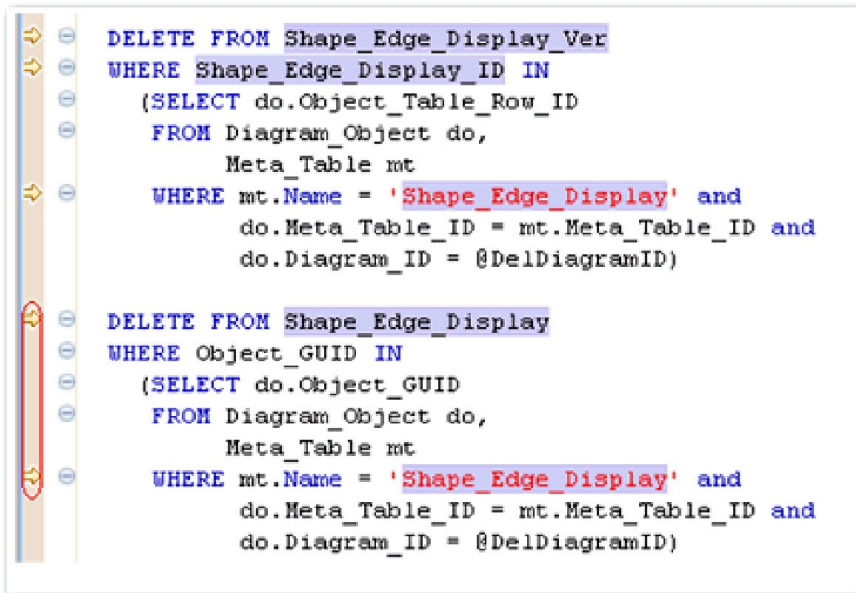 DELETE FROM Shape_Edge_Display_Ver
WHERE Shape_Edge_Display_ID IN
(SELECT do.Object_Table_Row_ID
FROM Diagram_Object do,
Meta_Table mt
WHERE mt.Name = 'Shape_Edge_Display' and
do.Meta_Table_ID = mt.Meta_Table_ID and
do.Diagram_ID = @DelDiagramID)
DELETE FROM Shape_Edge_Display
WHERE Object_GUID IN
(SELECT do.Object_GUID
FROM Diagram_Object do,
Meta_Table mt
WHERE mt.Name = 'Shape_Edge_Display' and
do.Meta_Table_ID = mt.Meta_Table_ID and
do.Diagram_ID = @DelDiagramID)